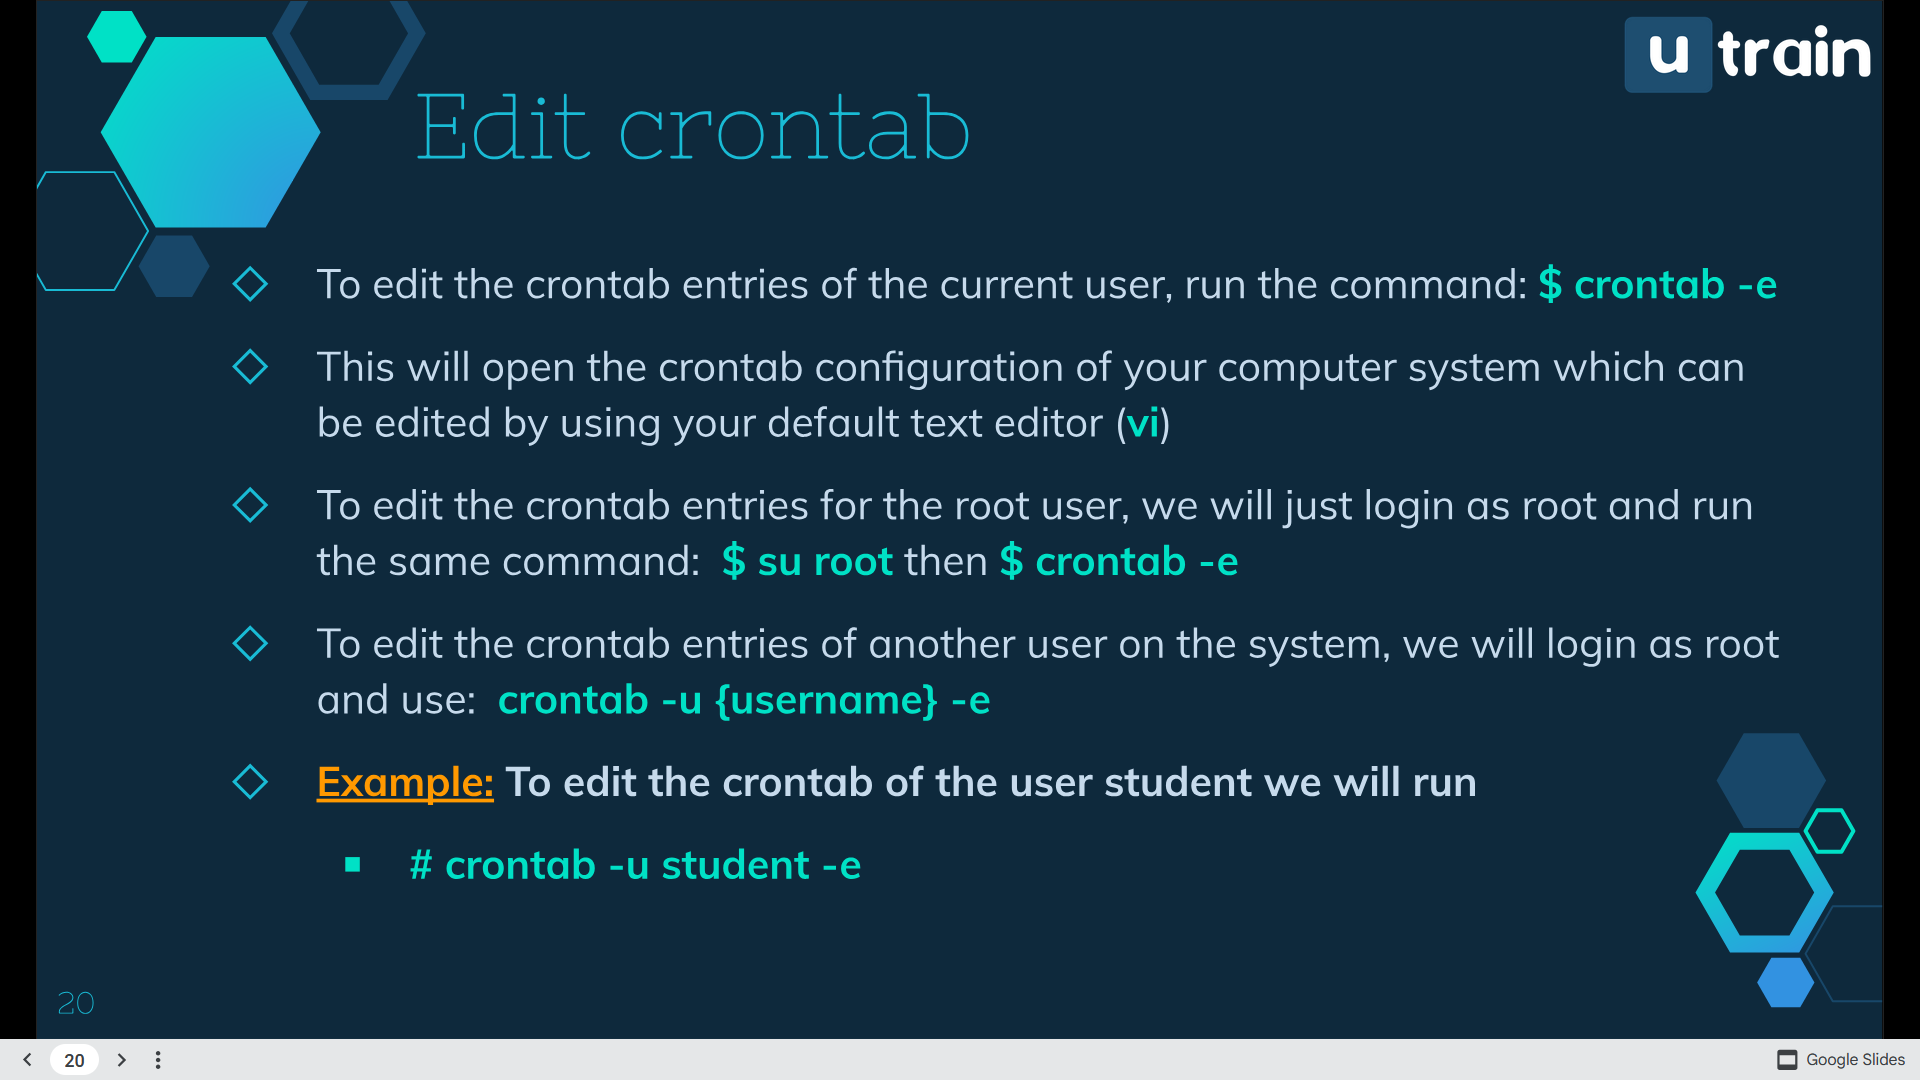 u train
Edit crontab
To edit the crontab entries of the current user, run the command: $ crontab -e
This will open the crontab configuration of your computer system which can
be edited by using your default text editor (vi)
To edit the crontab entries for the root user, we will just login as root and run
the same command: $ su root then $ crontab -e
To edit the crontab entries of another user on the system, we will login as root
and use: crontab -u {username} -e
Example: To edit the crontab of the user student we will run
# crontab -u student -e
20
20
Google Slides